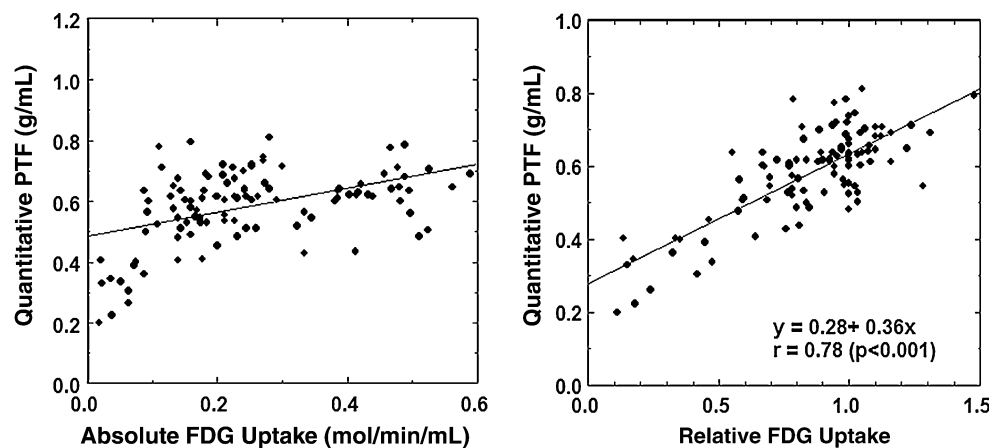 Quantitative PTF (g/mL)
1.2
1.0
0.8
0.6
0.4
0.2
0.0
0.0 0.2 0.4 0.6
Absolute FDG Uptake (mol/min/mL)
Quantitative PTF (g/mL)
1.0
0.8
0.6
0.4
0.2
0.0
y = 0.28+ 0.36x
r = 0.78 (p<0.001)
0.0 0.5 1.0 1.5
Relative FDG Uptake